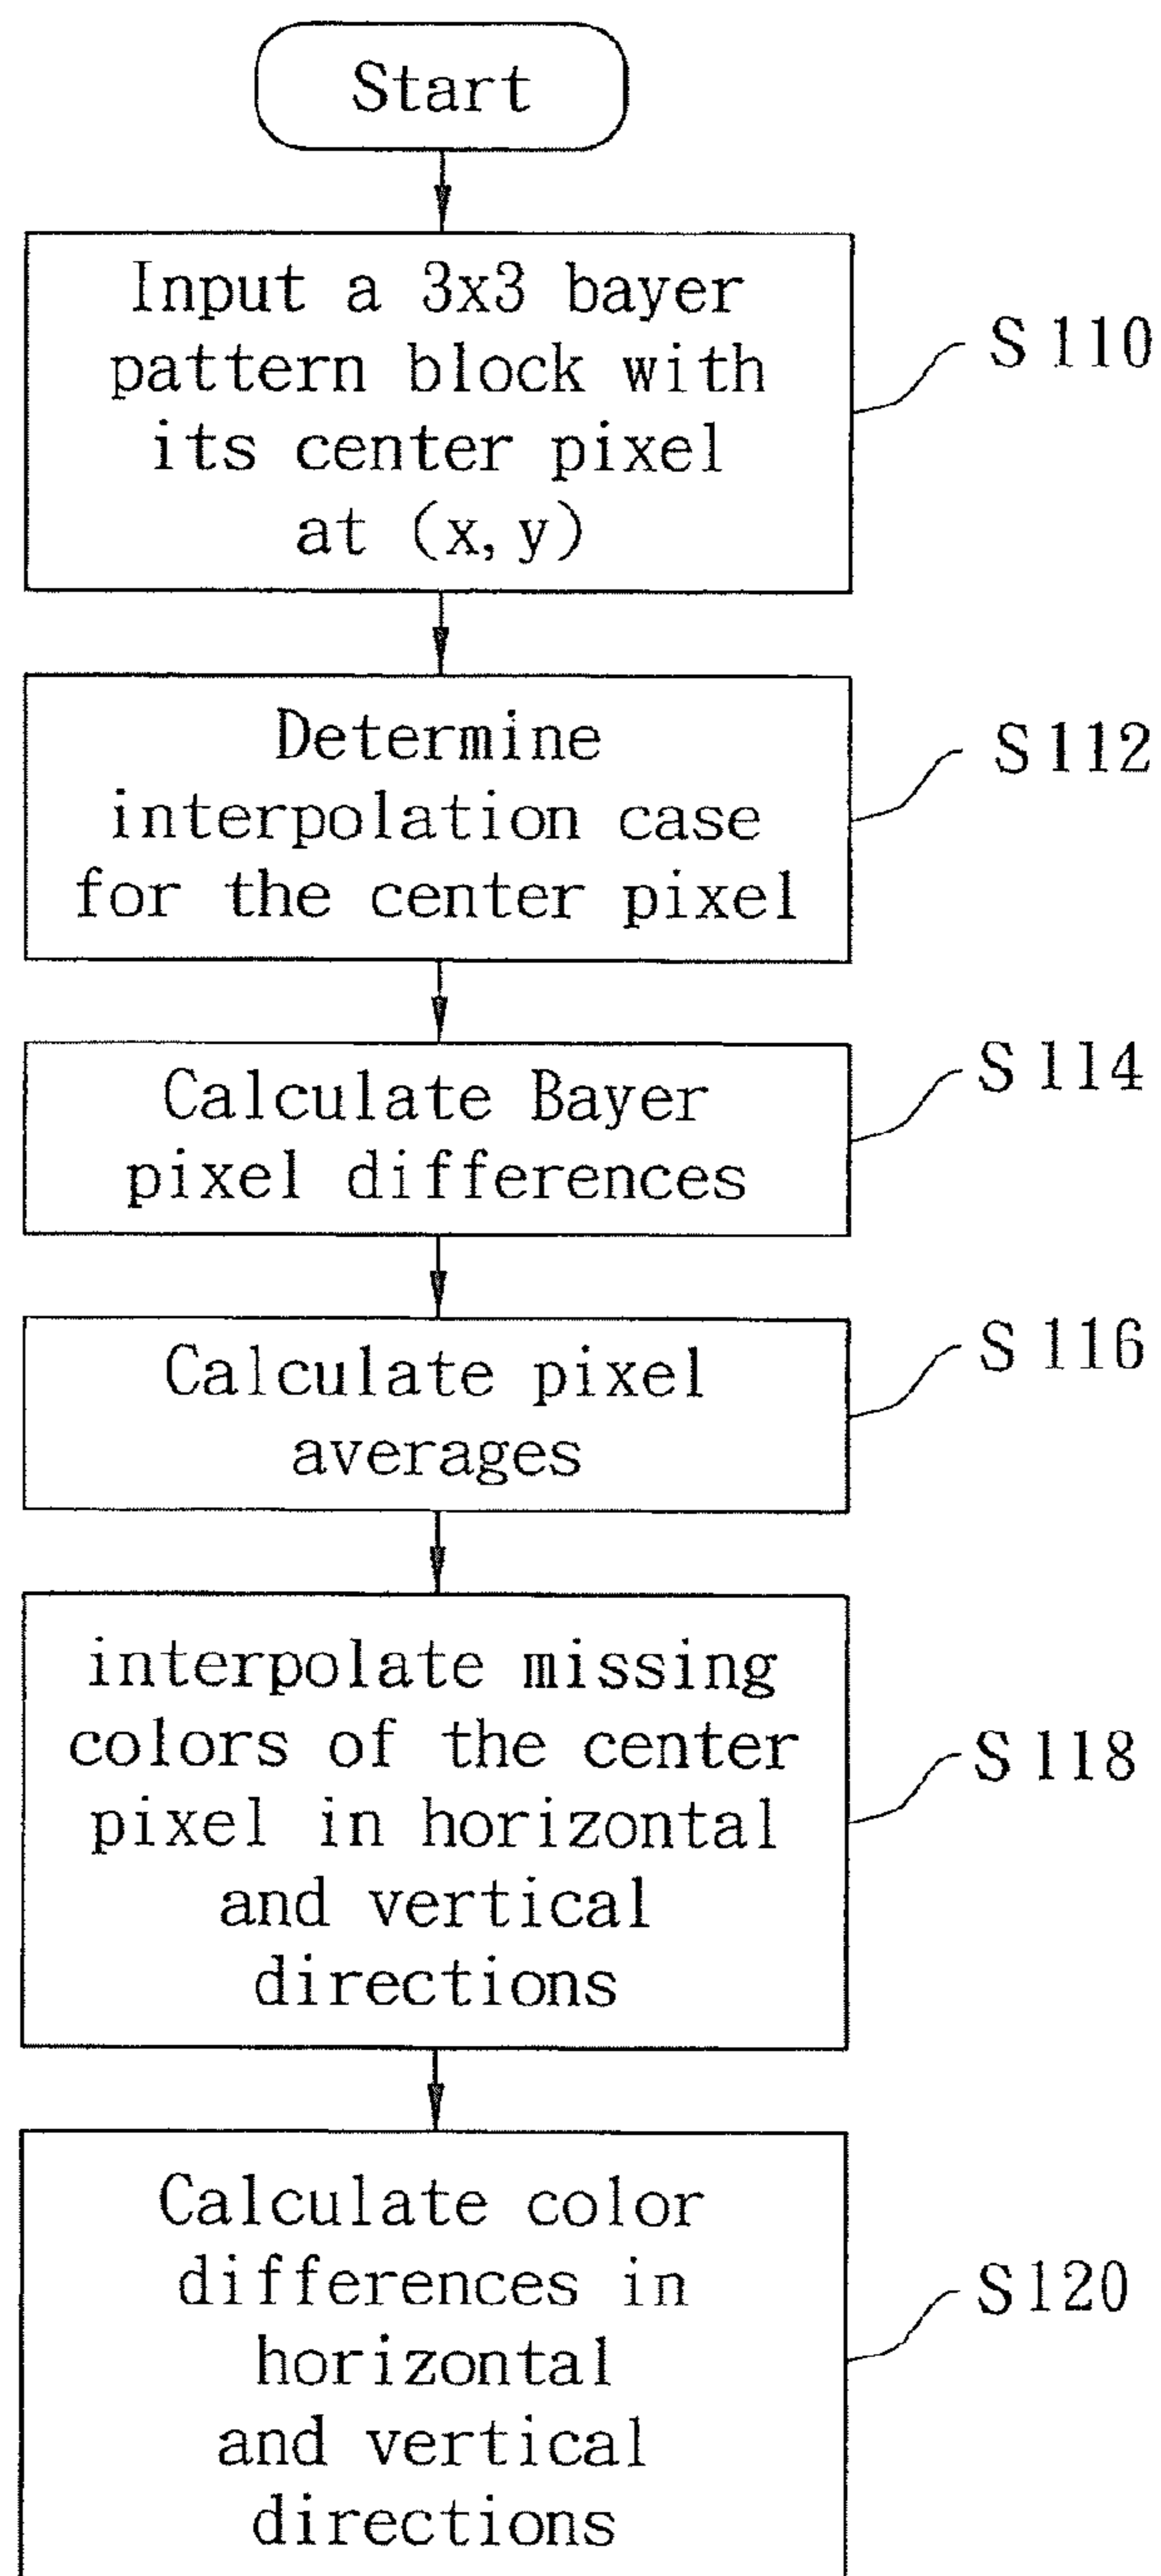 Start
Input a 3x3 bayer
pattern block with
its center pixel
at (x,y)
S110
Determine
interpolation case
for the center pixel
S112
Calculate Bayer
pixel differences
S114
Calculate pixel
averages
S116
interpolate missing
colors of the center
pixel in horizontal
and vertical
directions
S118
Calculate color
differences in
horizontal
and vertical
directions
S120